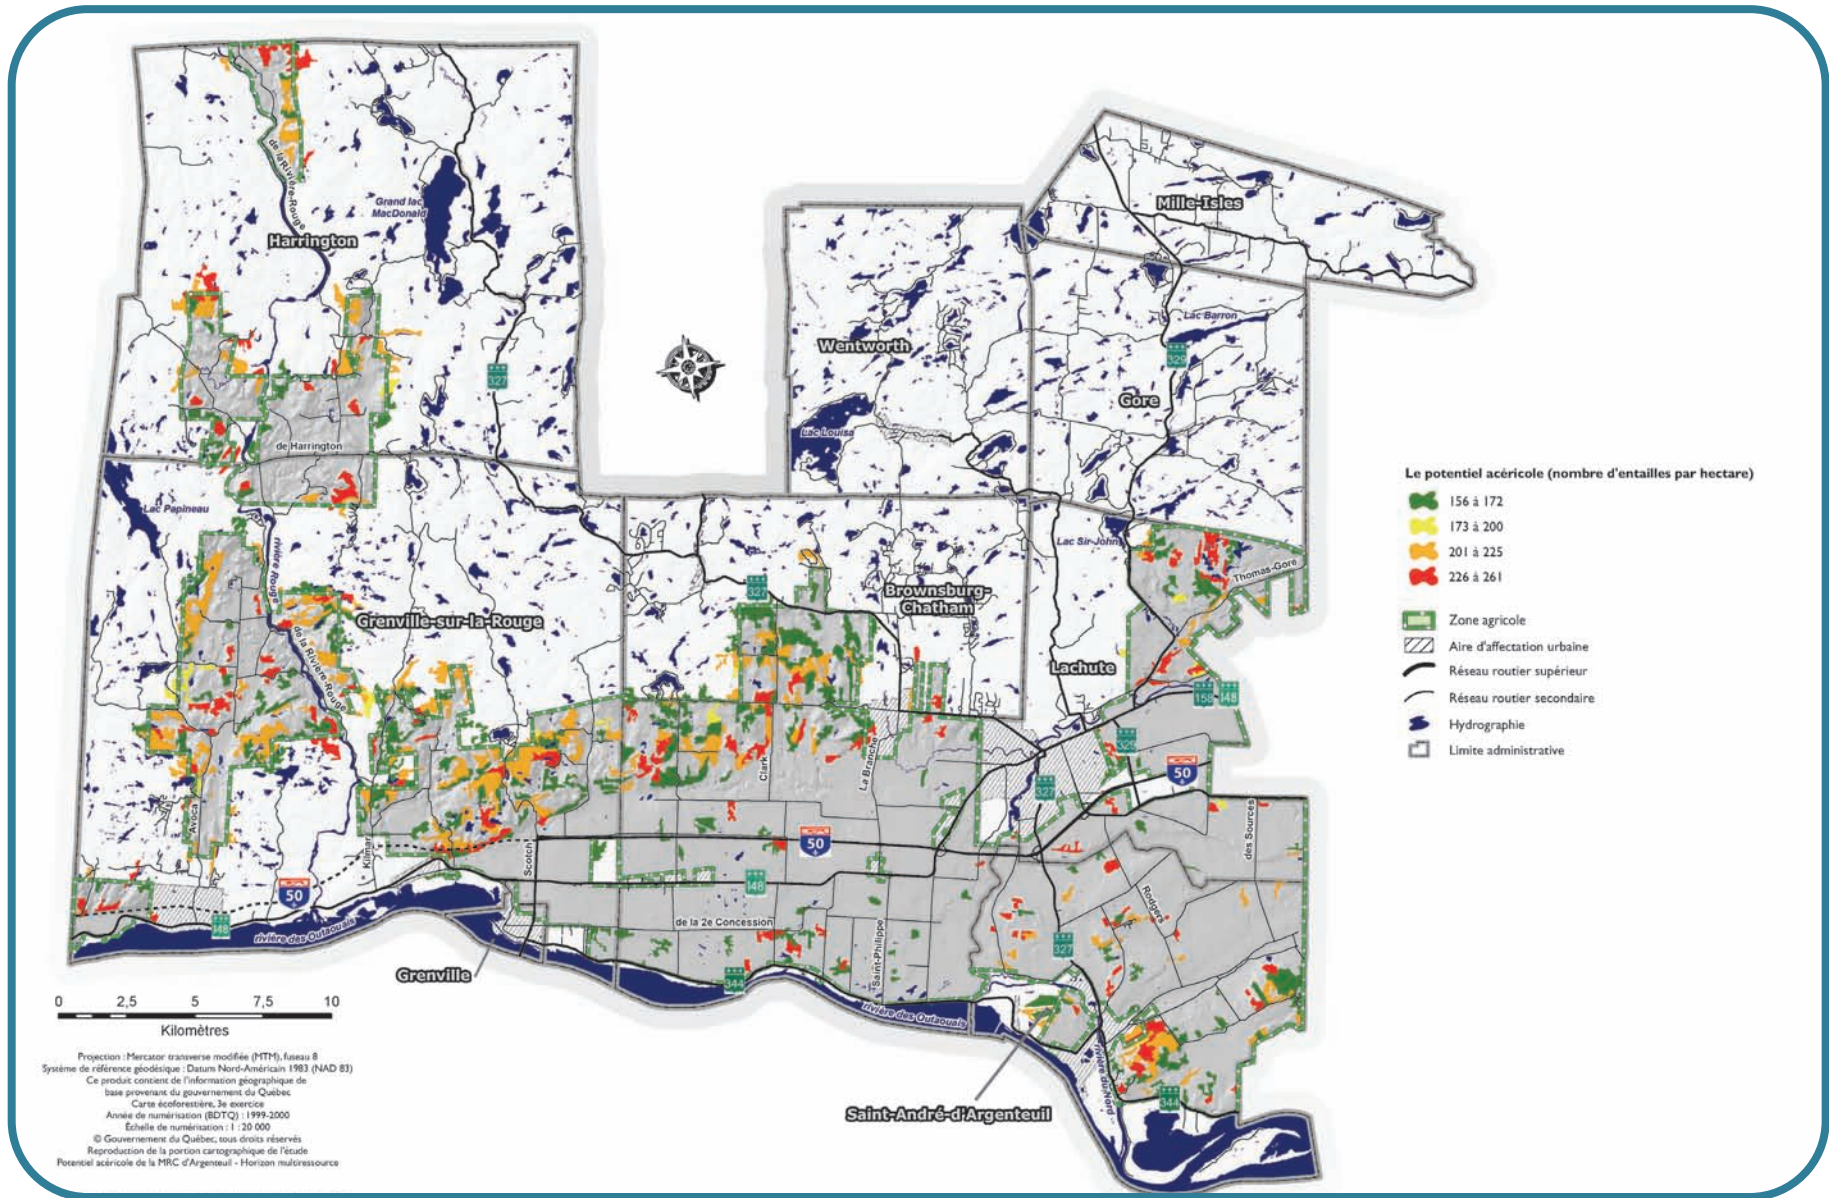 de la Rivière-Rouge
Grand lac
MacDonald
Harrington
Mille-Isles
Lac Barron
Wentworth
329
327
Gore
Lac Louisa
de Harrington
Le potentiel acéricole (nombre d'entailles par hectare)
156 à 172
173 à 200
201 à 225
226 à 261
Zone agricole
Aire d'affectation urbaine
Réseau routier supérieur
Réseau routier secondaire
Hydrographie
Limite administrative
Lac Papineau
rivière Rouge
Lac Sir-John
Thomas-Gore
327
Brownsburg-
Chatham
Grenville-sur-la-Rouge
de la Rivière-Rouge
Lachute
158
148
329
50
327
Clark
La Branche
Avoca
Kilmar
Scotch
50
des Sources
148
50
148
rivière des Outaouais
de la 2e Concession
Saint-Philippe
Rodgers
327
Grenville
344
rivière des Outaouais
rivière du Nord
344
Saint-André-d'Argenteuil
0 2,5 5 7,5 10
Kilomètres
Projection : Mercator transverse modifiée (MTM), fuseau 8
Système de référence géodésique : Datum Nord-Américain 1983 (NAD 83)
Ce produit contient de l'information géographique de
base provenant du gouvernement du Québec
Carte écoforestière, 3e exercice
Année de numérisation (BDTQ) : 1999-2000
Échelle de numérisation : 1 : 20 000
© Gouvernement du Québec, tous droits réservés
Reproduction de la portion cartographique de l'étude
Potentiel acéricole de la MRC d'Argenteuil - Horizon multiressource